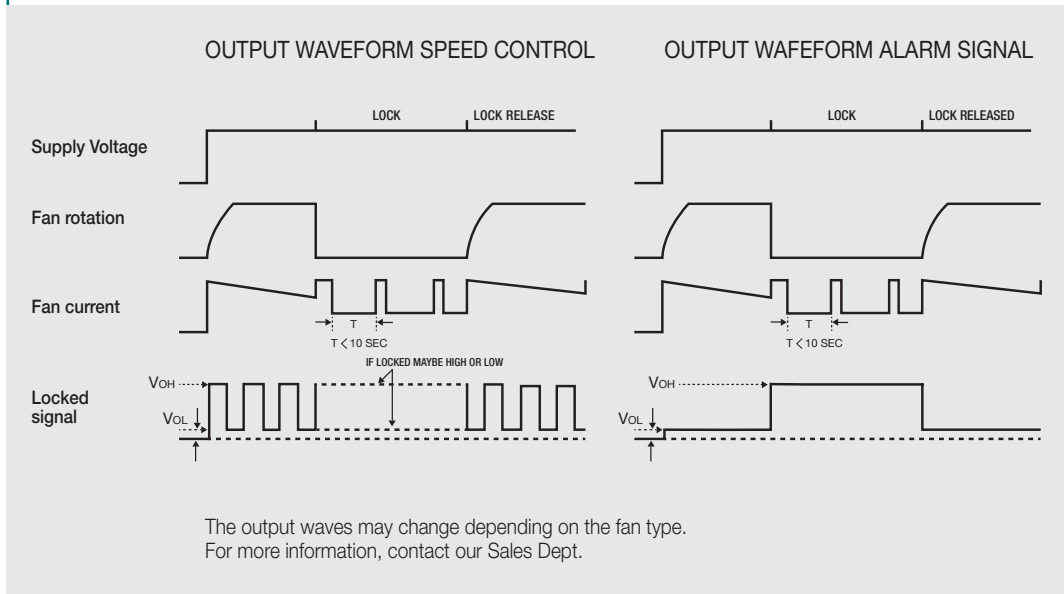 OUTPUT WAVEFORM SPEED CONTROL
OUTPUT WAFEFORM ALARM SIGNAL
LOCK
LOCK RELEASE
LOCK
LOCK RELEASED
Supply Voltage
Fan rotation
Fan current
T
T < 10 SEC
T
T < 10 SEC
IF LOCKED MAYBE HIGH OR LOW
Locked
signal
VOH
VOL
VOH
VOL
The output waves may change depending on the fan type.
For more information, contact our Sales Dept.